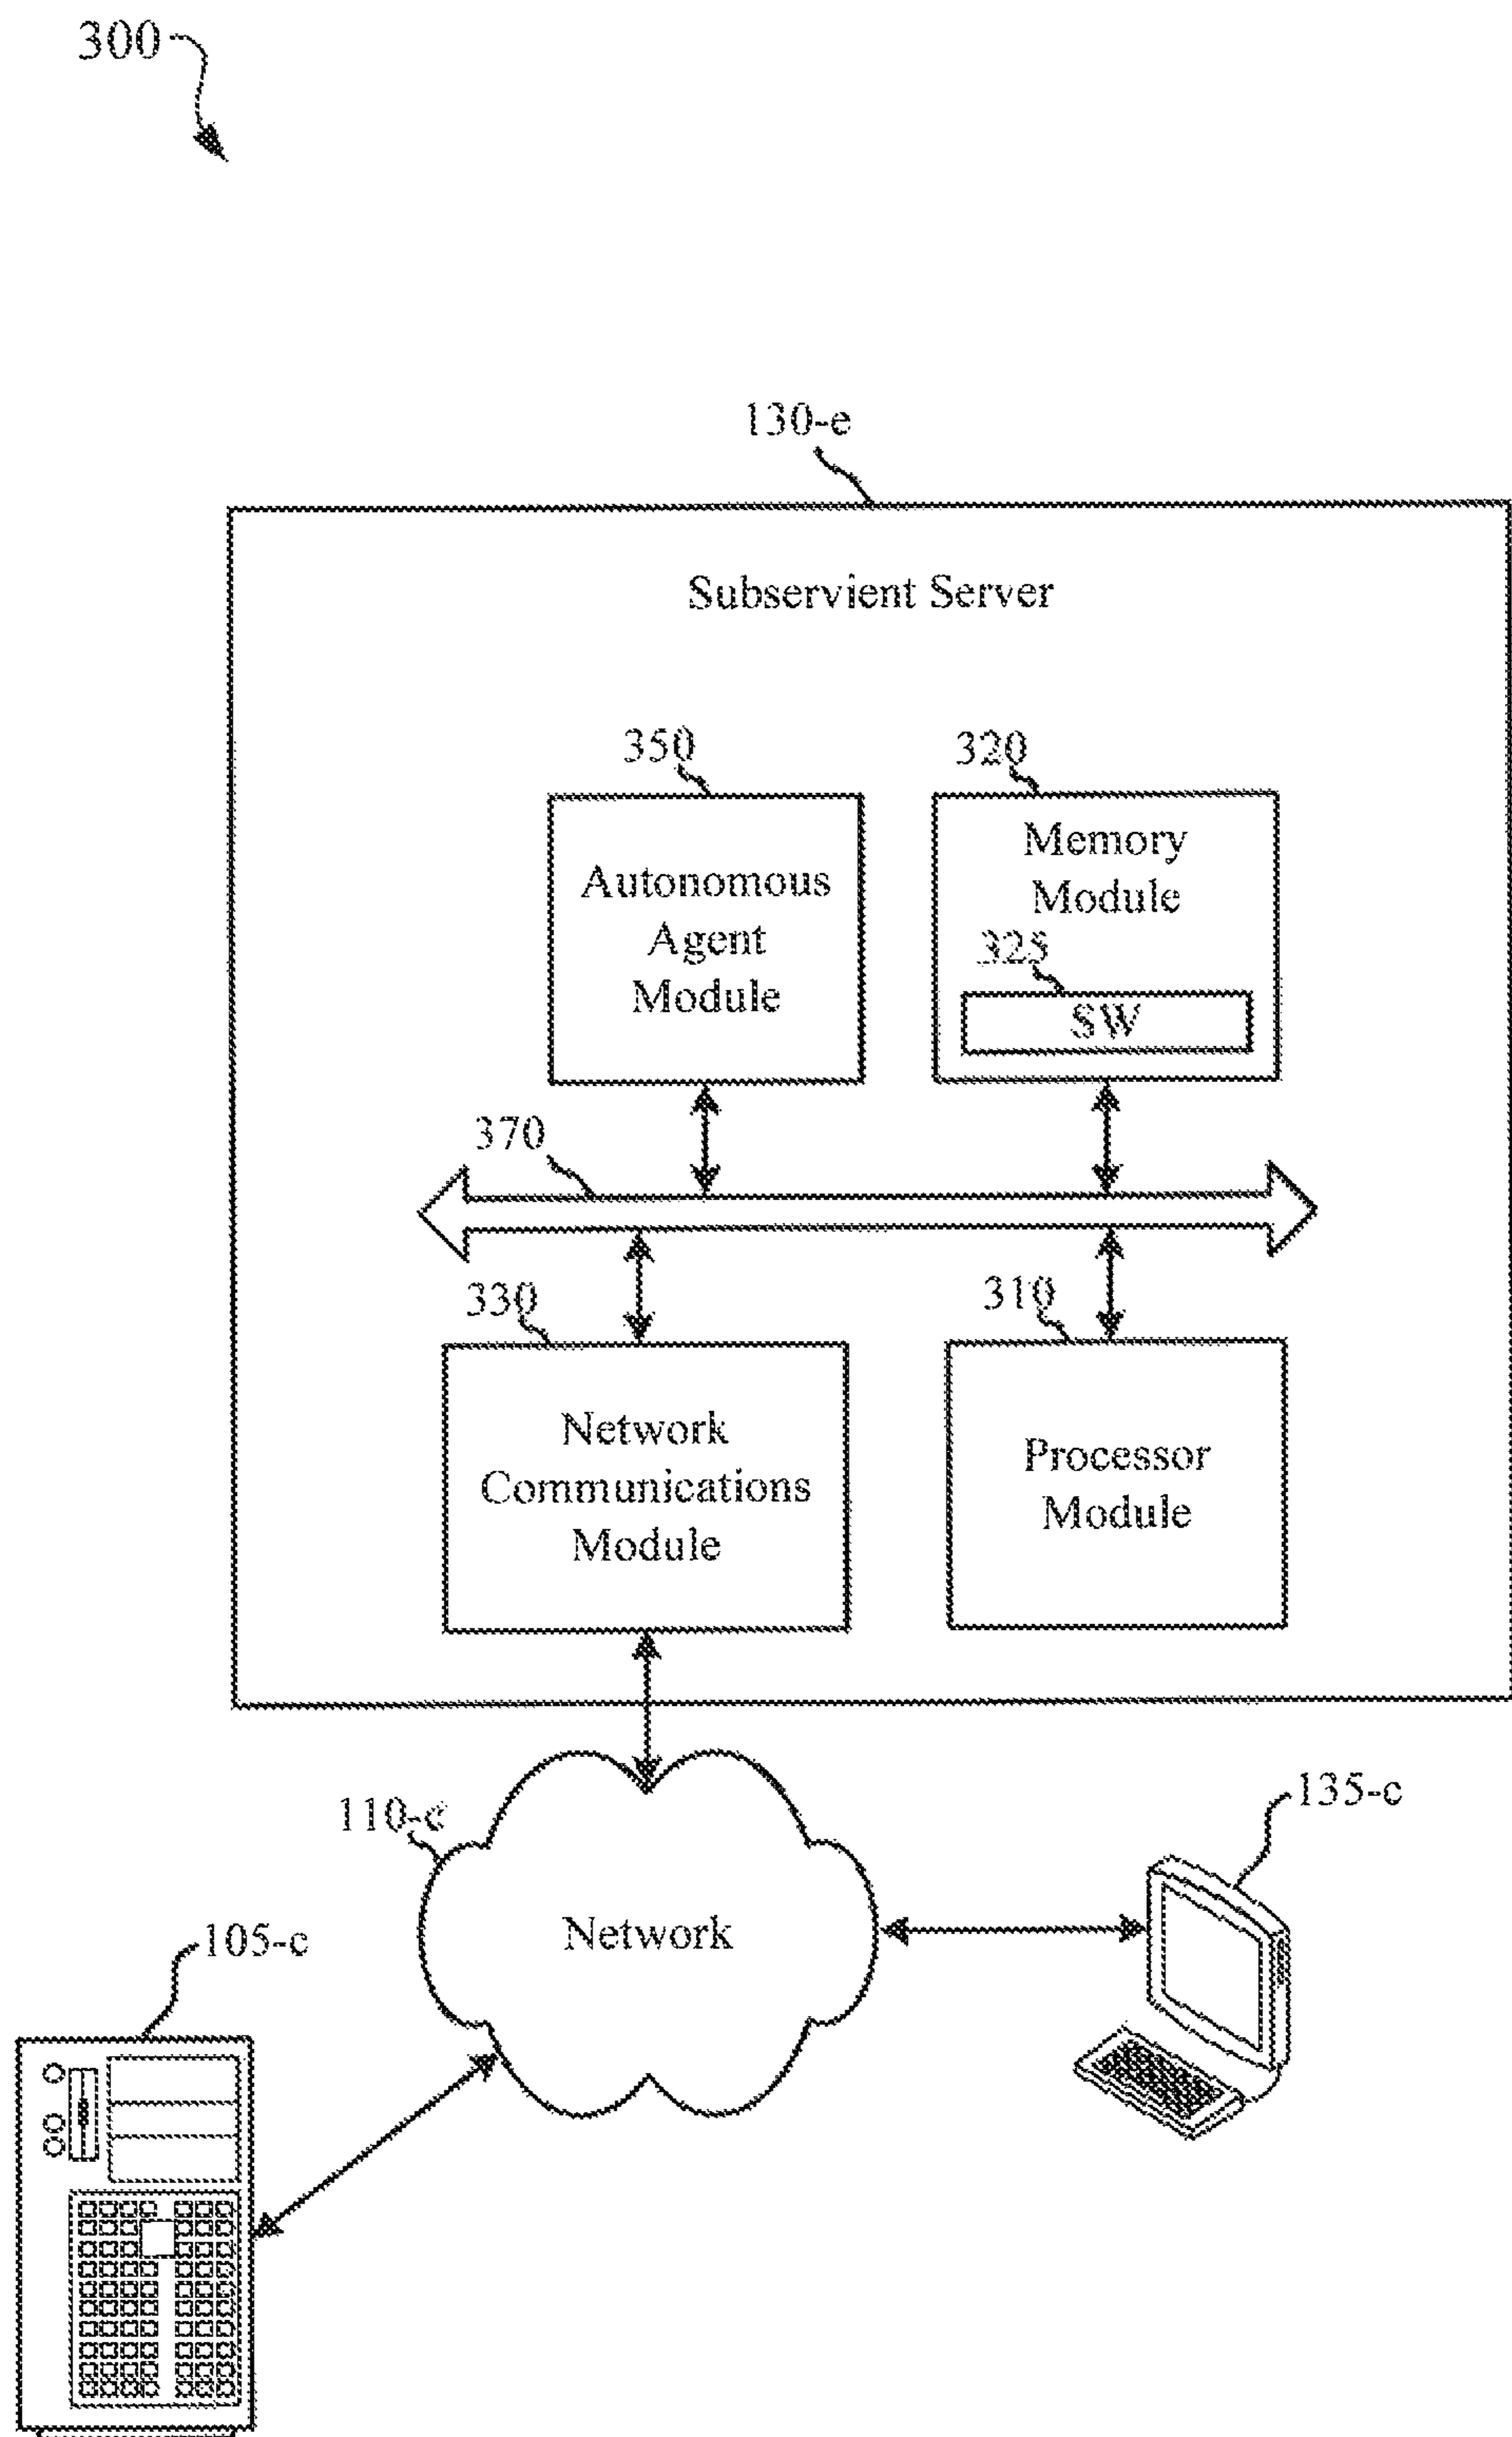 300
130-e
Subservient Server
350
320
Autonomous
Agent
Module
Memory
Module
325
SW
370
330
310
Network
Communications
Module
Processor
Module
110-e
135-c
Network
105-c